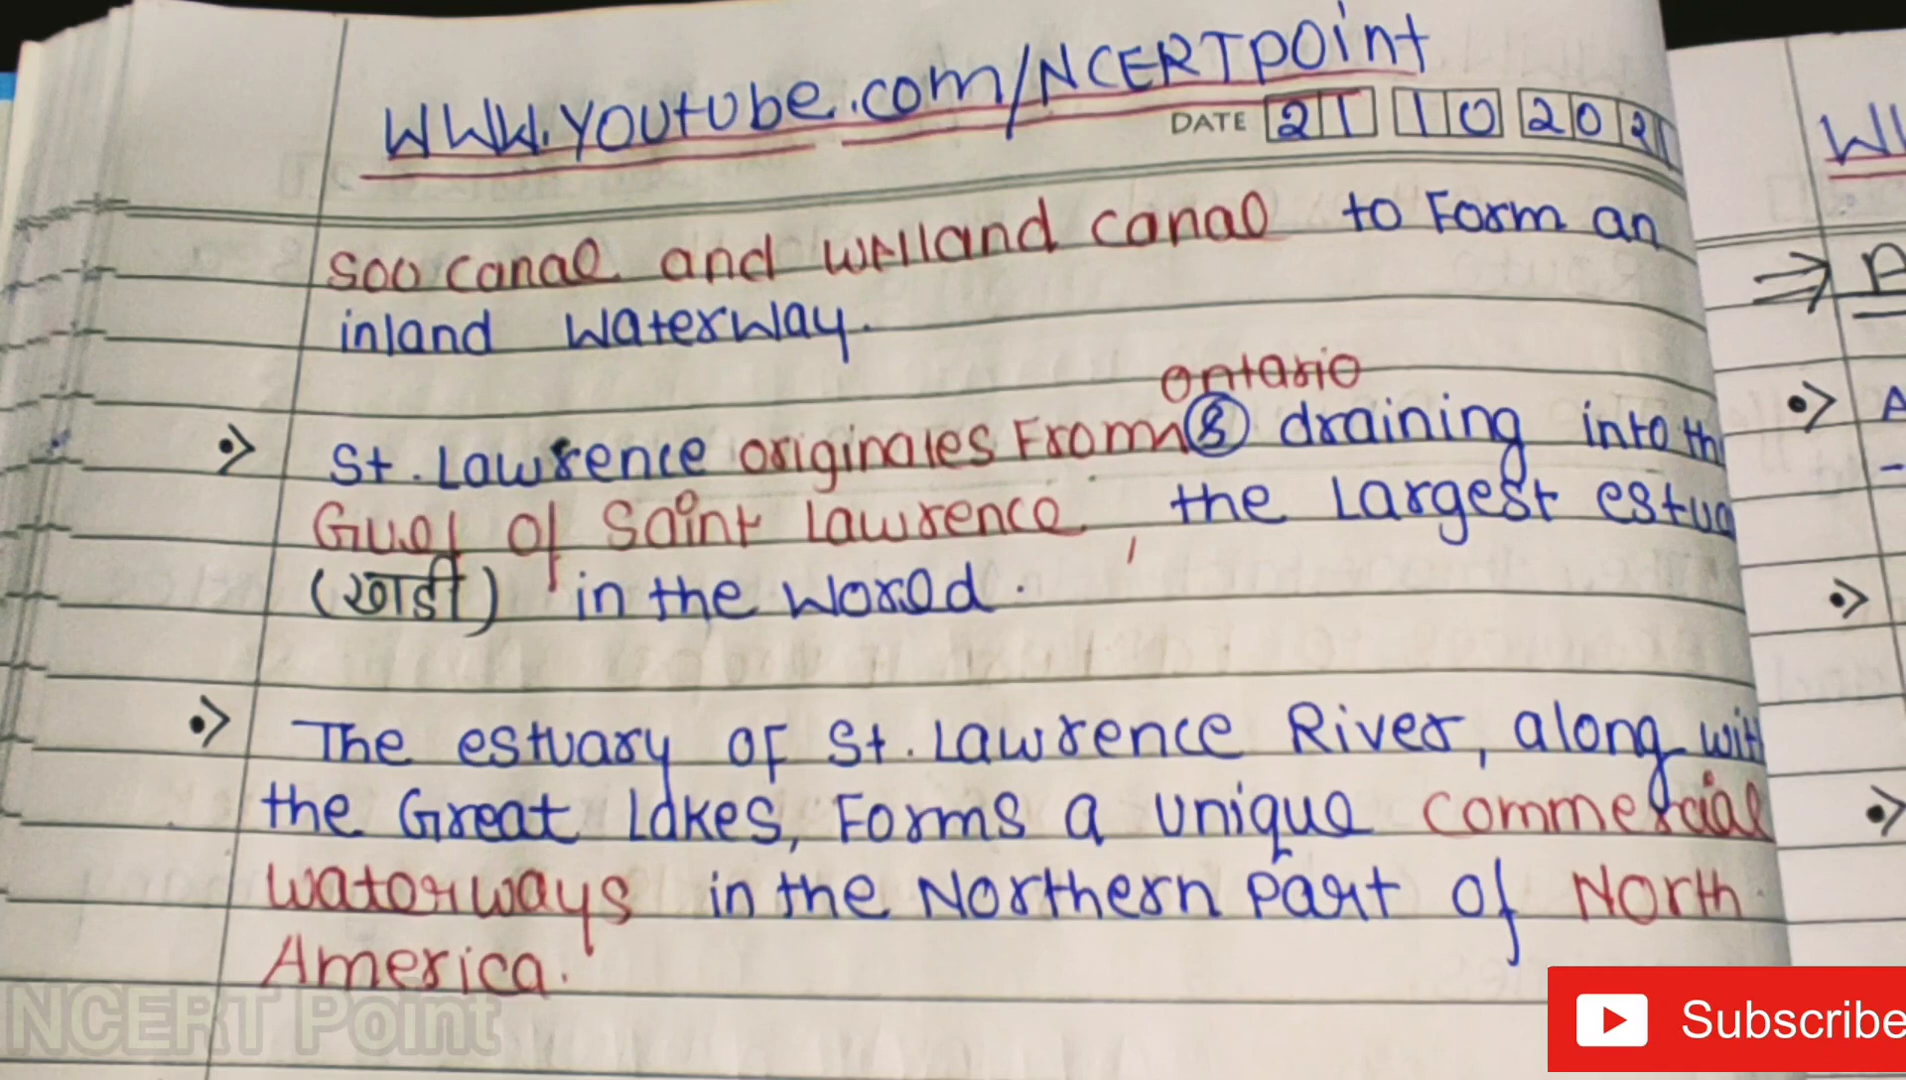 www.youtube.com/NCERTpoint
DATE 21 10 2021
Soo canal and welland canal to Form an
inland waterway.
ontario
St. Lawrence originales From & draining into th
Gulf of Saint Lawrence, the Largest estua
(खाडी) in the world.
The estuary of St. Lawrence River, along wit
the Great Lakes, Forms a unique commercial
waterways in the Northern part of North
America.
NCERT Point
Subscribe